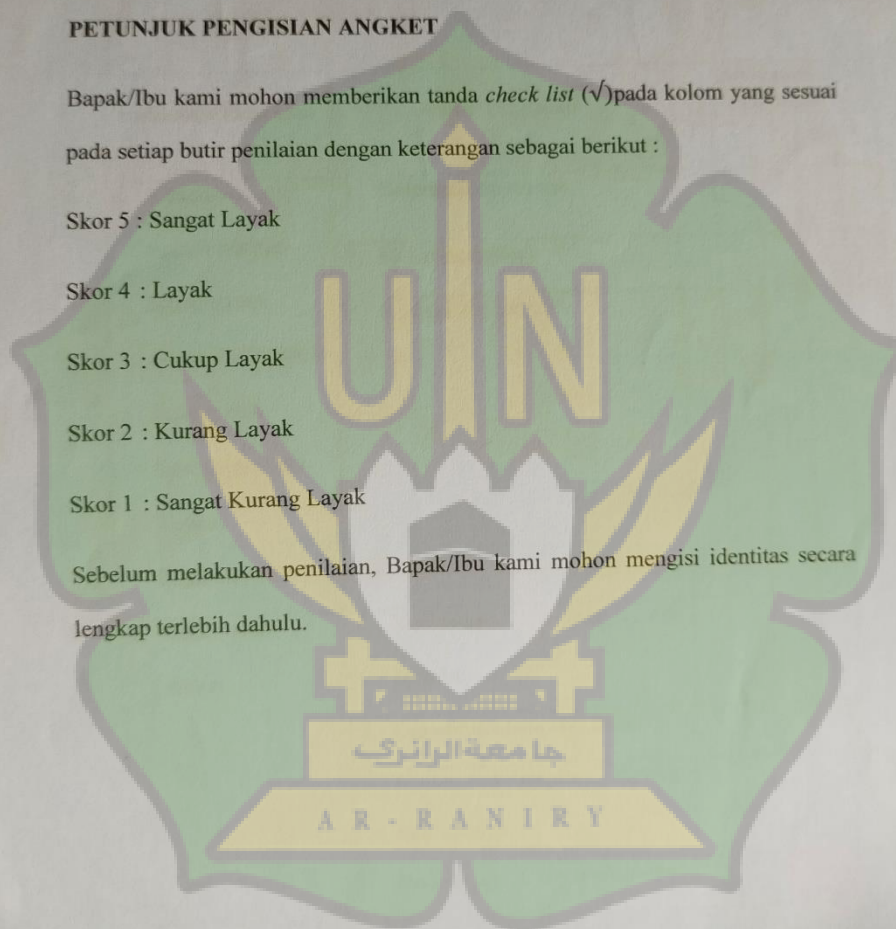 PETUNJUK PENGISIAN ANGKET
Bapak/Ibu kami mohon memberikan tanda check list (√)pada kolom yang sesuai
pada setiap butir penilaian dengan keterangan sebagai berikut :
Skor 5 : Sangat Layak
Skor 4 : Layak
Skor 3 : Cukup Layak
Skor 2 : Kurang Layak
Skor 1 : Sangat Kurang Layak
Sebelum melakukan penilaian, Bapak/Ibu kami mohon mengisi identitas secara
lengkap terlebih dahulu.
UIN
جامعة الرانرى
AR-RANIRY